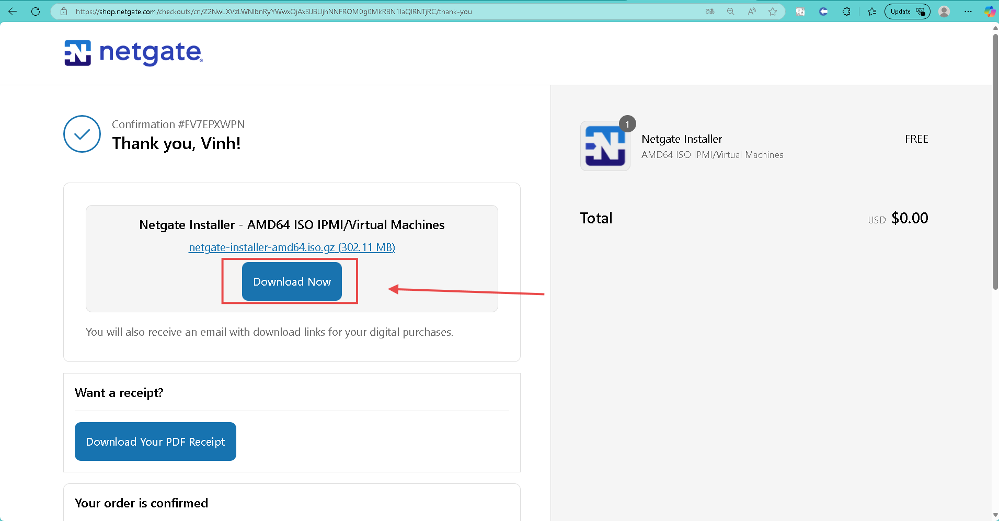 https://shop.netgate.com/checkouts/cn/Z2NwLXVzLWNlbnRyYWwxOjAxSlJBUjhNNFROM0g0MkRBN1laQlRNTjRC/thank-you
Update
netgate
Confirmation #FV7EPXWPN
Thank you, Vinh!
Netgate Installer - AMD64 ISO IPMI/Virtual Machines
netgate-installer-amd64.iso.gz (302.11 MB)
Download Now
You will also receive an email with download links for your digital purchases.
Want a receipt?
Download Your PDF Receipt
Your order is confirmed
1
Netgate Installer
FREE
AMD64 ISO IPMI/Virtual Machines
Total
USD $0.00